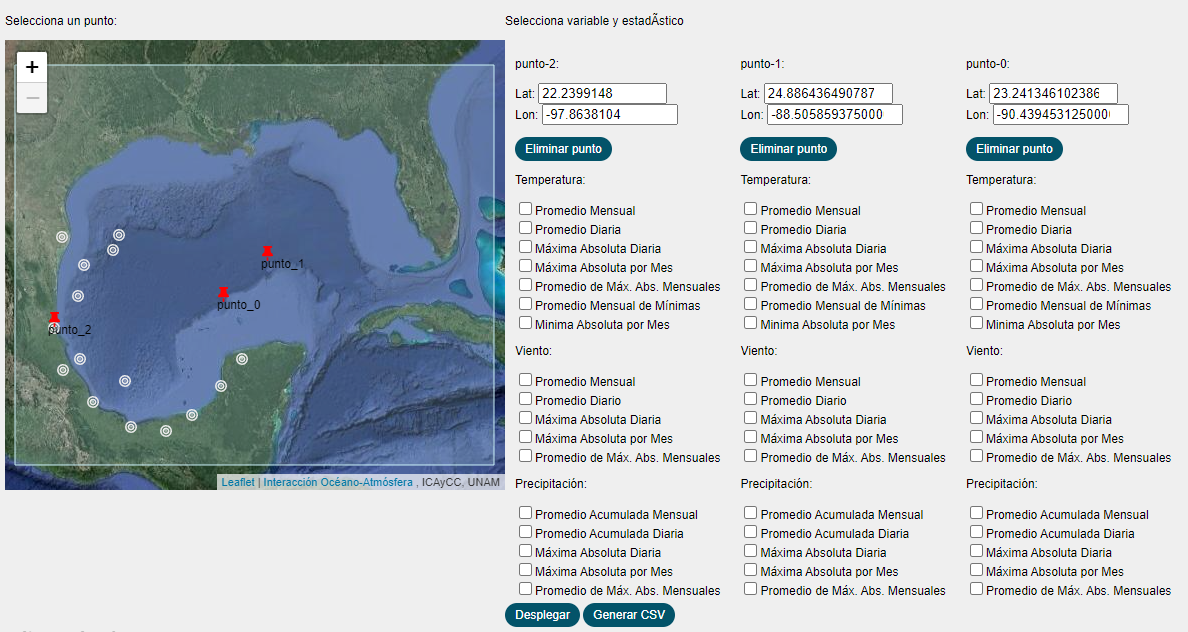 Selecciona un punto:
Selecciona variable y estadÃstico
+
−
punto_1
punto_0
punto_2
Leaflet | Interacción Océano-Atmósfera , ICAyCC, UNAM
punto-2:
Lat: 22.2399148
Lon: -97.8638104
Eliminar punto
Temperatura:
Promedio Mensual
Promedio Diaria
Máxima Absoluta Diaria
Máxima Absoluta por Mes
Promedio de Máx. Abs. Mensuales
Promedio Mensual de Mínimas
Minima Absoluta por Mes
Viento:
Promedio Mensual
Promedio Diario
Máxima Absoluta Diaria
Máxima Absoluta por Mes
Promedio de Máx. Abs. Mensuales
Precipitación:
Promedio Acumulada Mensual
Promedio Acumulada Diaria
Máxima Absoluta Diaria
Máxima Absoluta por Mes
Promedio de Máx. Abs. Mensuales
punto-1:
Lat: 24.886436490787
Lon: -88.505859375000
Eliminar punto
Temperatura:
Promedio Mensual
Promedio Diaria
Máxima Absoluta Diaria
Máxima Absoluta por Mes
Promedio de Máx. Abs. Mensuales
Promedio Mensual de Mínimas
Minima Absoluta por Mes
Viento:
Promedio Mensual
Promedio Diario
Máxima Absoluta Diaria
Máxima Absoluta por Mes
Promedio de Máx. Abs. Mensuales
Precipitación:
Promedio Acumulada Mensual
Promedio Acumulada Diaria
Máxima Absoluta Diaria
Máxima Absoluta por Mes
Promedio de Máx. Abs. Mensuales
punto-0:
Lat: 23.241346102386
Lon: -90.439453125000
Eliminar punto
Temperatura:
Promedio Mensual
Promedio Diaria
Máxima Absoluta Diaria
Máxima Absoluta por Mes
Promedio de Máx. Abs. Mensuales
Promedio Mensual de Mínimas
Minima Absoluta por Mes
Viento:
Promedio Mensual
Promedio Diario
Máxima Absoluta Diaria
Máxima Absoluta por Mes
Promedio de Máx. Abs. Mensuales
Precipitación:
Promedio Acumulada Mensual
Promedio Acumulada Diaria
Máxima Absoluta Diaria
Máxima Absoluta por Mes
Promedio de Máx. Abs. Mensuales
Desplegar
Generar CSV